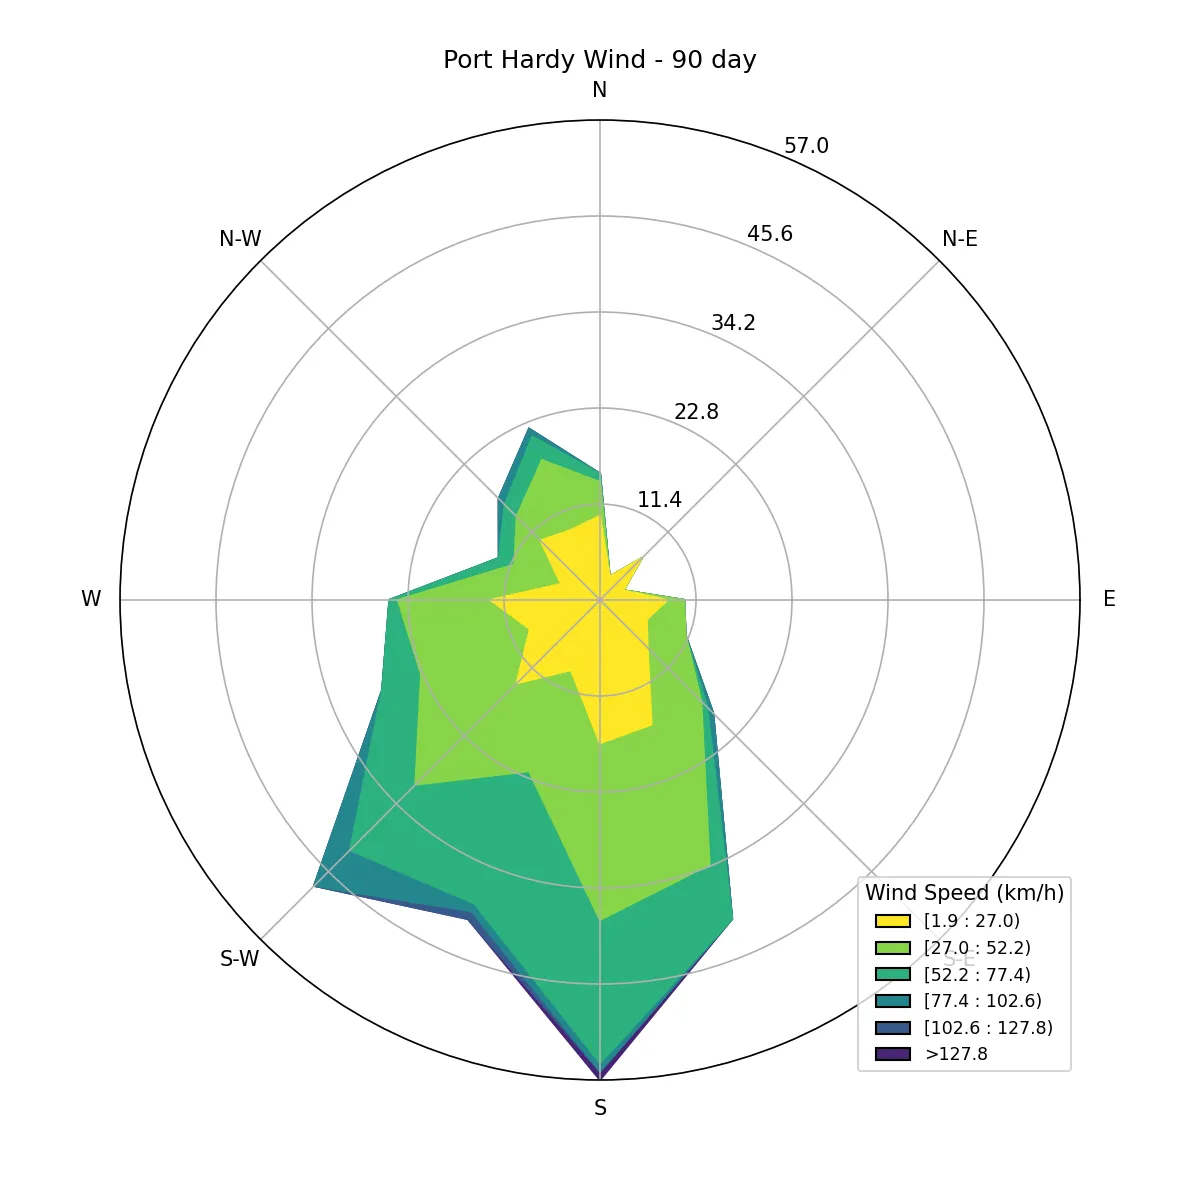 Port Hardy Wind - 90 day
N
57.0
N-W
45.6
N-E
34.2
22.8
11.4
W
E
Wind Speed (km/h)
[1.9 : 27.0)
[27.0 : 52.2)
S-W
S-E
[52.2 : 77.4)
[77.4 : 102.6)
[102.6 : 127.8)
>127.8
S